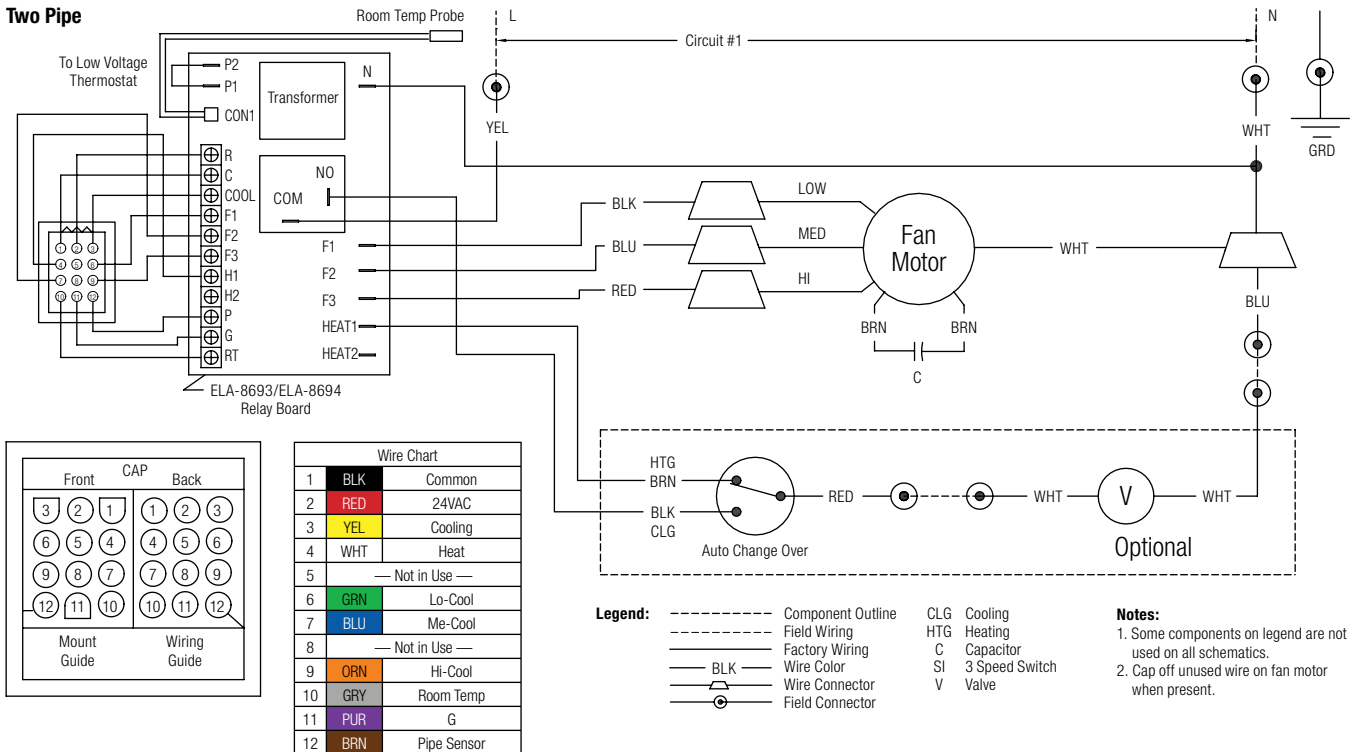 Two Pipe
Room Temp Probe
L
N
Circuit #1
To Low Voltage
Thermostat
P2
P1
CON1
Transformer
N
YEL
WHT
GRD
R
C
COOL
F1
F2
F3
H1
H2
P
G
RT
NO
COM
F1
F2
F3
HEAT1
HEAT2
1 2 3
4 5 6
7 8 9
10 11 12
BLK
LOW
BLU
MED
RED
HI
Fan
Motor
WHT
BRN
BRN
C
BLU
ELA-8693/ELA-8694
Relay Board
HTG
BRN
BLK
CLG
Auto Change Over
RED
WHT
V
WHT
Optional
CAP
Front Back
3 2 1 1 2 3
6 5 4 4 5 6
9 8 7 7 8 9
12 11 10 10 11 12
Mount
Guide
Wiring
Guide
Wire Chart
1 BLK Common
2 RED 24VAC
3 YEL Cooling
4 WHT Heat
5 — Not in Use —
6 GRN Lo-Cool
7 BLU Me-Cool
8 — Not in Use —
9 ORN Hi-Cool
10 GRY Room Temp
11 PUR G
12 BRN Pipe Sensor
Legend:
Component Outline
Field Wiring
Factory Wiring
BLK Wire Color
Wire Connector
Field Connector
CLG Cooling
HTG Heating
C Capacitor
SI 3 Speed Switch
V Valve
Notes:
1. Some components on legend are not
used on all schematics.
2. Cap off unused wire on fan motor
when present.